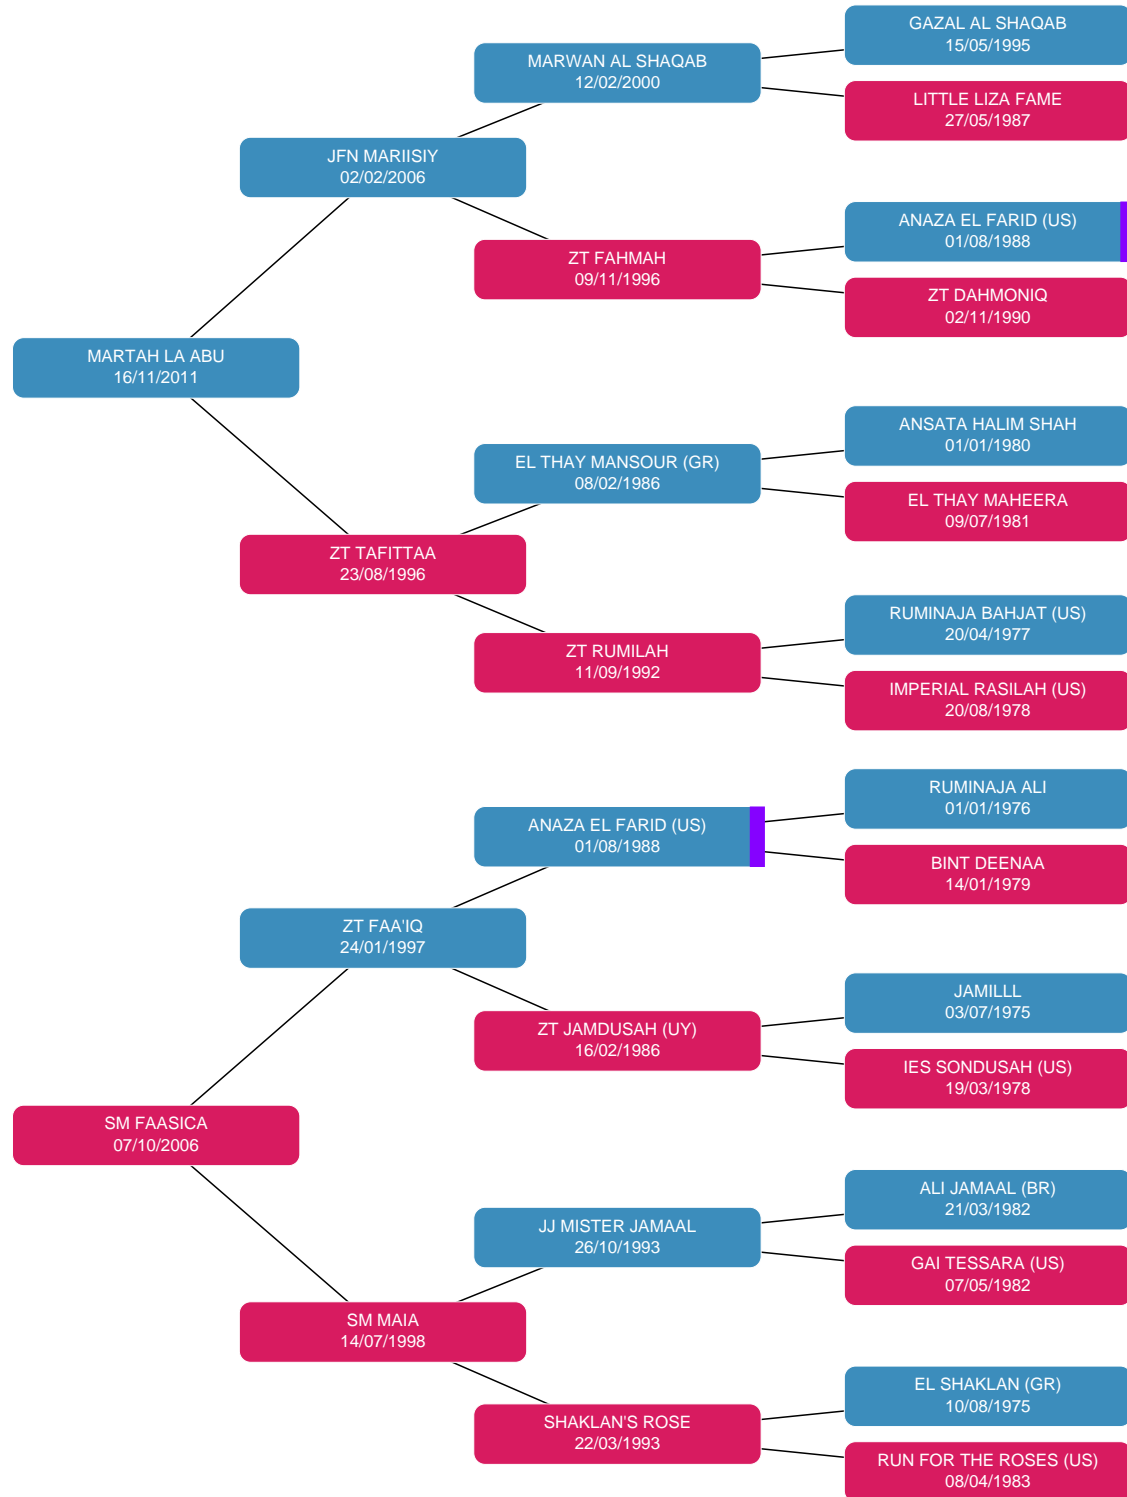 GAZAL AL SHAQAB
15/05/1995
MARWAN AL SHAQAB
12/02/2000
LITTLE LIZA FAME
27/05/1987
JFN MARIISIY
02/02/2006
ANAZA EL FARID (US)
01/08/1988
ZT FAHMAH
09/11/1996
ZT DAHMONIQ
02/11/1990
MARTAH LA ABU
16/11/2011
ANSATA HALIM SHAH
01/01/1980
EL THAY MANSOUR (GR)
08/02/1986
EL THAY MAHEERA
09/07/1981
ZT TAFITTAA
23/08/1996
RUMINAJA BAHJAT (US)
20/04/1977
ZT RUMILAH
11/09/1992
IMPERIAL RASILAH (US)
20/08/1978
RUMINAJA ALI
01/01/1976
ANAZA EL FARID (US)
01/08/1988
BINT DEENAA
14/01/1979
ZT FAA'IQ
24/01/1997
JAMILLL
03/07/1975
ZT JAMDUSAH (UY)
16/02/1986
IES SONDUSAH (US)
19/03/1978
SM FAASICA
07/10/2006
ALI JAMAAL (BR)
21/03/1982
JJ MISTER JAMAAL
26/10/1993
GAI TESSARA (US)
07/05/1982
SM MAIA
14/07/1998
EL SHAKLAN (GR)
10/08/1975
SHAKLAN'S ROSE
22/03/1993
RUN FOR THE ROSES (US)
08/04/1983